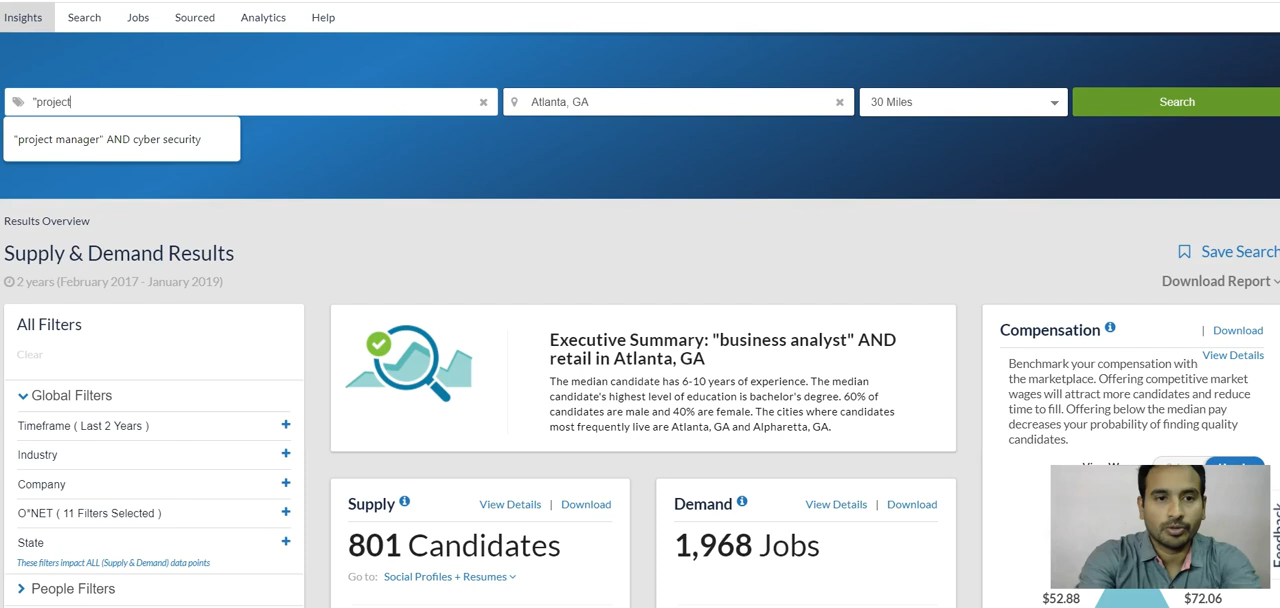 Insights
Search
Jobs
Sourced
Analytics
Help
"project
Atlanta, GA
30 Miles
Search
"project manager" AND cyber security
Results Overview
Supply & Demand Results
Save Search
2 years (February 2017 - January 2019)
Download Report
All Filters
Clear
Global Filters
Timeframe ( Last 2 Years )
Industry
Company
O*NET ( 11 Filters Selected )
State
These filters impact ALL (Supply & Demand) data points
People Filters
Executive Summary: "business analyst" AND
retail in Atlanta, GA
The median candidate has 6-10 years of experience. The median
candidate's highest level of education is bachelor's degree. 60% of
candidates are male and 40% are female. The cities where candidates
most frequently live are Atlanta, GA and Alpharetta, GA.
Supply
View Details | Download
801 Candidates
Go to: Social Profiles + Resumes
Demand
View Details | Download
1,968 Jobs
Compensation
| Download
View Details
Benchmark your compensation with
the marketplace. Offering competitive market
wages will attract more candidates and reduce
time to fill. Offering below the median pay
decreases your probability of finding quality
candidates.
$52.88
$72.06
Feedback